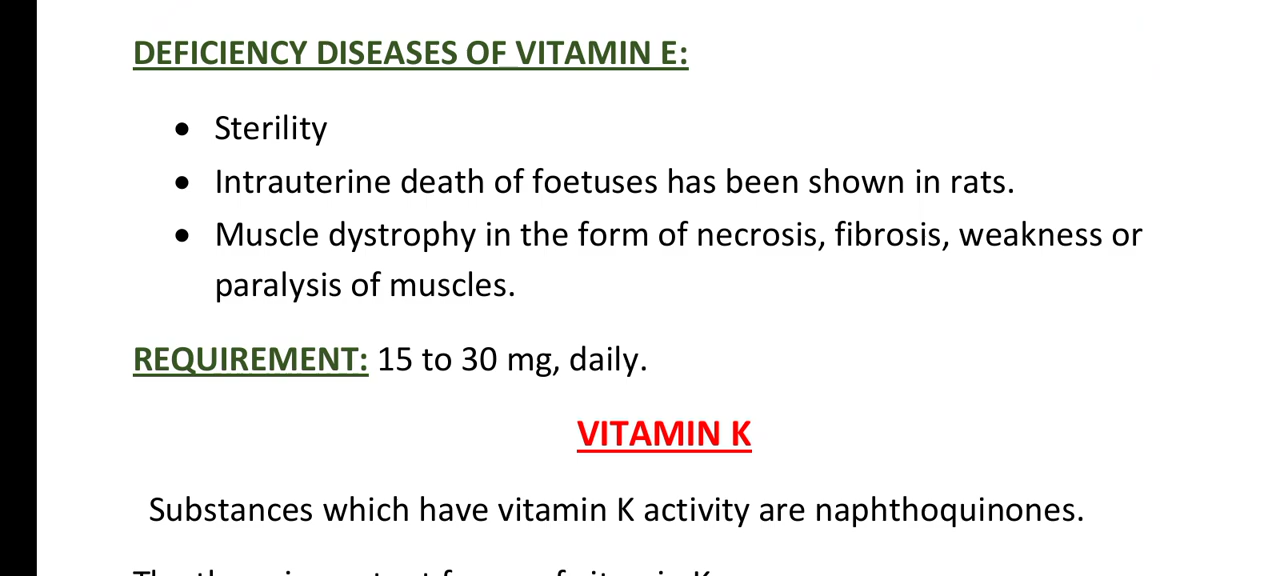 DEFICIENCY DISEASES OF VITAMIN E:
• Sterility
• Intrauterine death of foetuses has been shown in rats.
• Muscle dystrophy in the form of necrosis, fibrosis, weakness or
paralysis of muscles.
REQUIREMENT: 15 to 30 mg, daily.
VITAMIN K
Substances which have vitamin K activity are naphthoquinones.